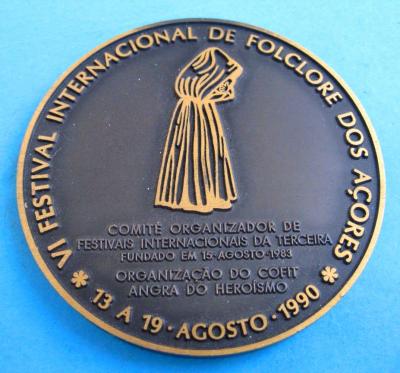 VI FESTIVAL INTERNACIONAL DE FOLCLORE DOS AÇORES
COMITÉ ORGANIZADOR DE
FESTIVAIS INTERNACIONAIS DA TERCEIRA
FUNDADO EM 15·AGOSTO·1983
ORGANIZAÇÃO DO COFIT
ANGRA DO HEROÍSMO
* 13 A 19 · AGOSTO · 1990 *